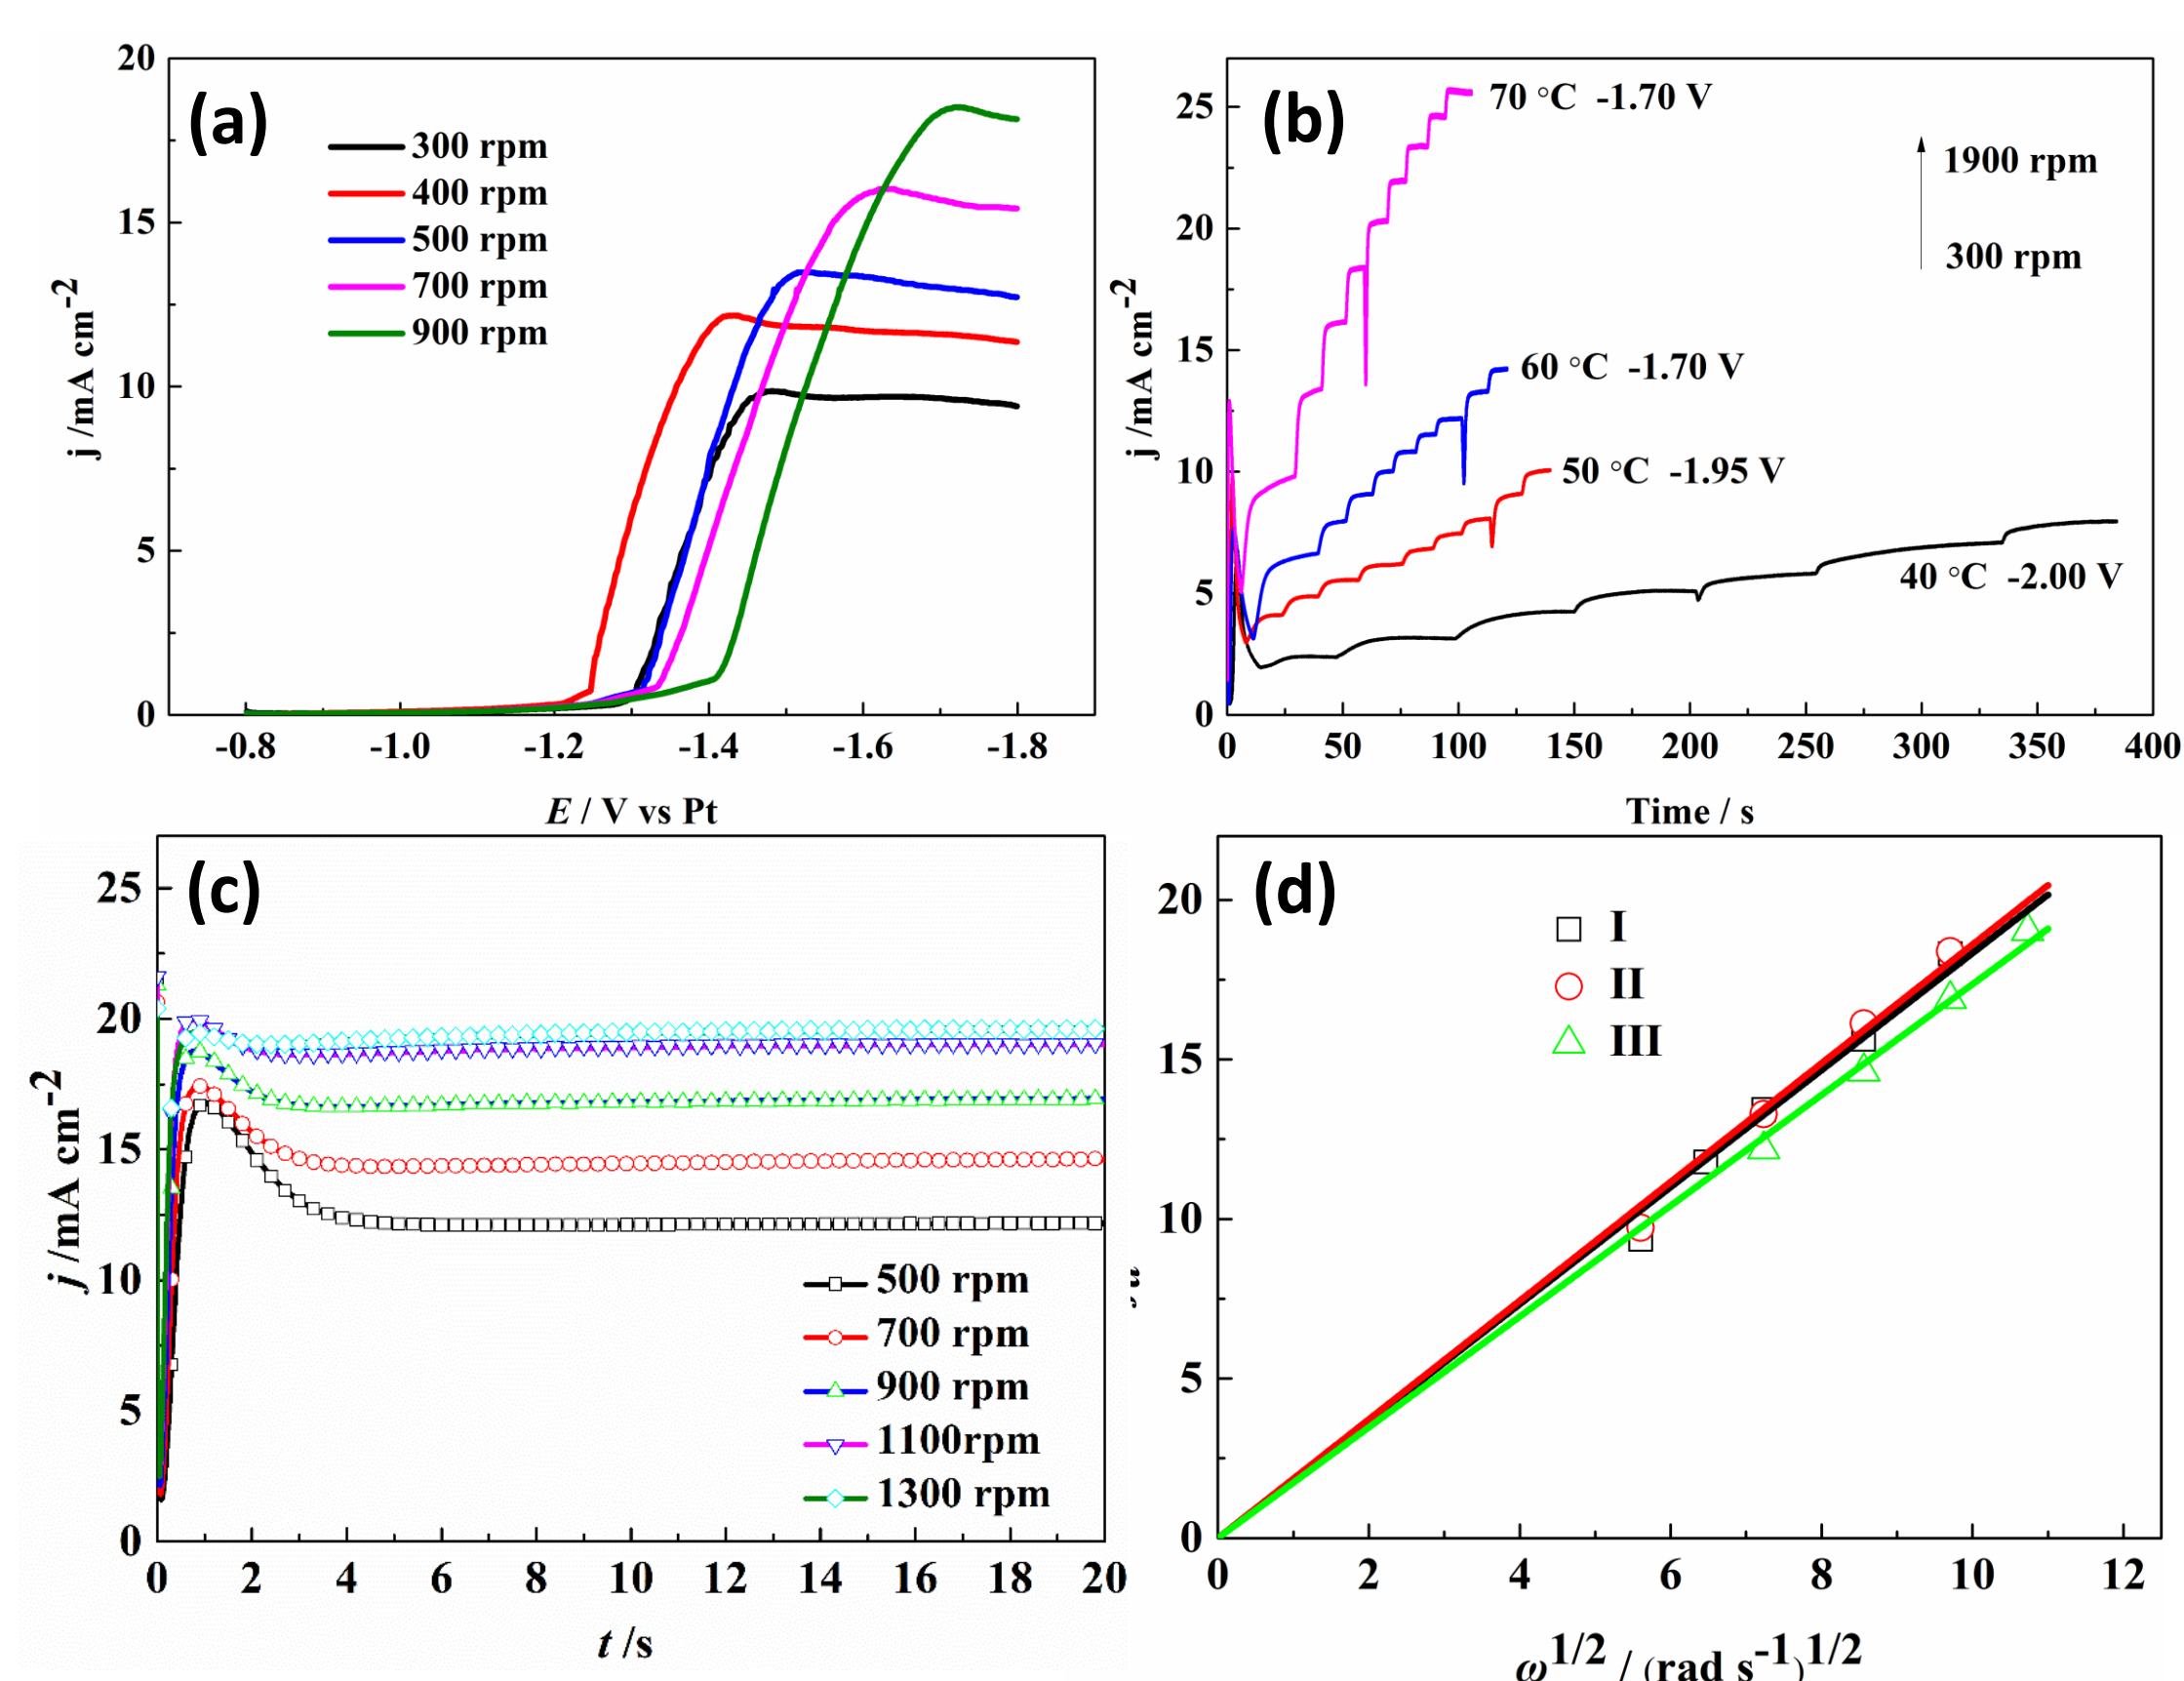 (a)
20
15
10
5
0
j /mA cm-2
300 rpm
400 rpm
500 rpm
700 rpm
900 rpm
-0.8 -1.0 -1.2 -1.4 -1.6 -1.8
E / V vs Pt
(b)
25
20
15
10
5
0
j /mA cm-2
70 °C -1.70 V
1900 rpm
300 rpm
60 °C -1.70 V
50 °C -1.95 V
40 °C -2.00 V
0 50 100 150 200 250 300 350 400
Time / s
(c)
25
20
15
10
5
0
j /mA cm-2
500 rpm
700 rpm
900 rpm
1100rpm
1300 rpm
0 2 4 6 8 10 12 14 16 18 20
t /s
(d)
20
15
10
5
0
I
II
III
0 2 4 6 8 10 12
ω1/2 / (rad s-1)1/2